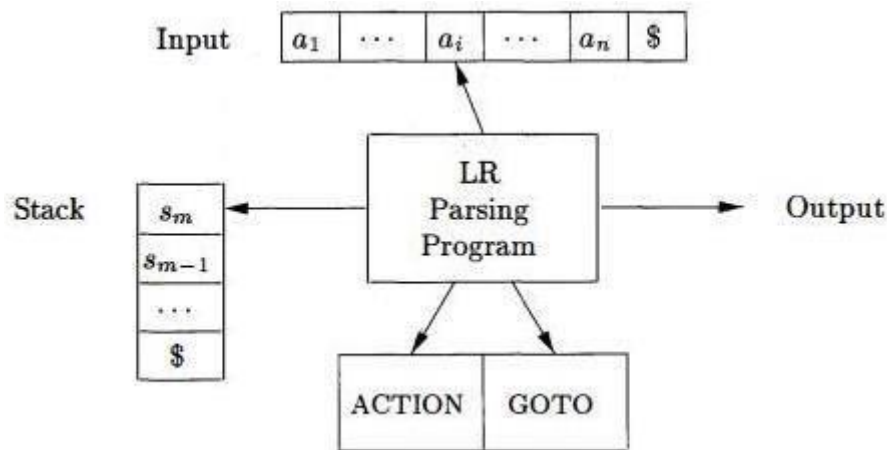 Input a₁ ··· aᵢ ··· aₙ $
LR
Parsing
Program
Stack
sₘ
sₘ₋₁
···
$
Output
ACTION GOTO